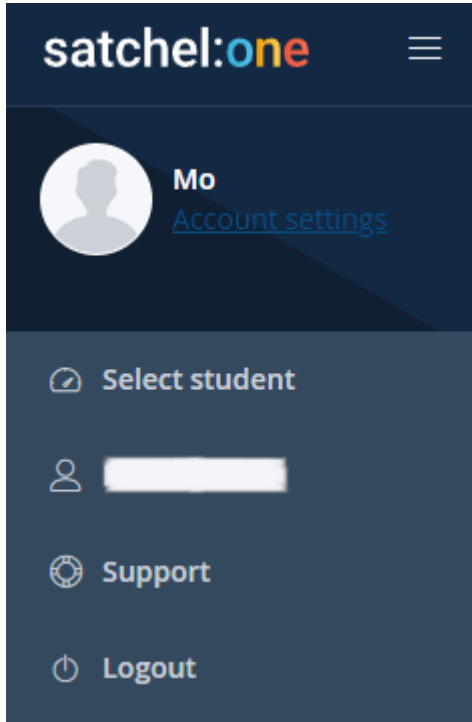 satchel:one
Mo
Account settings
Select student
Support
Logout